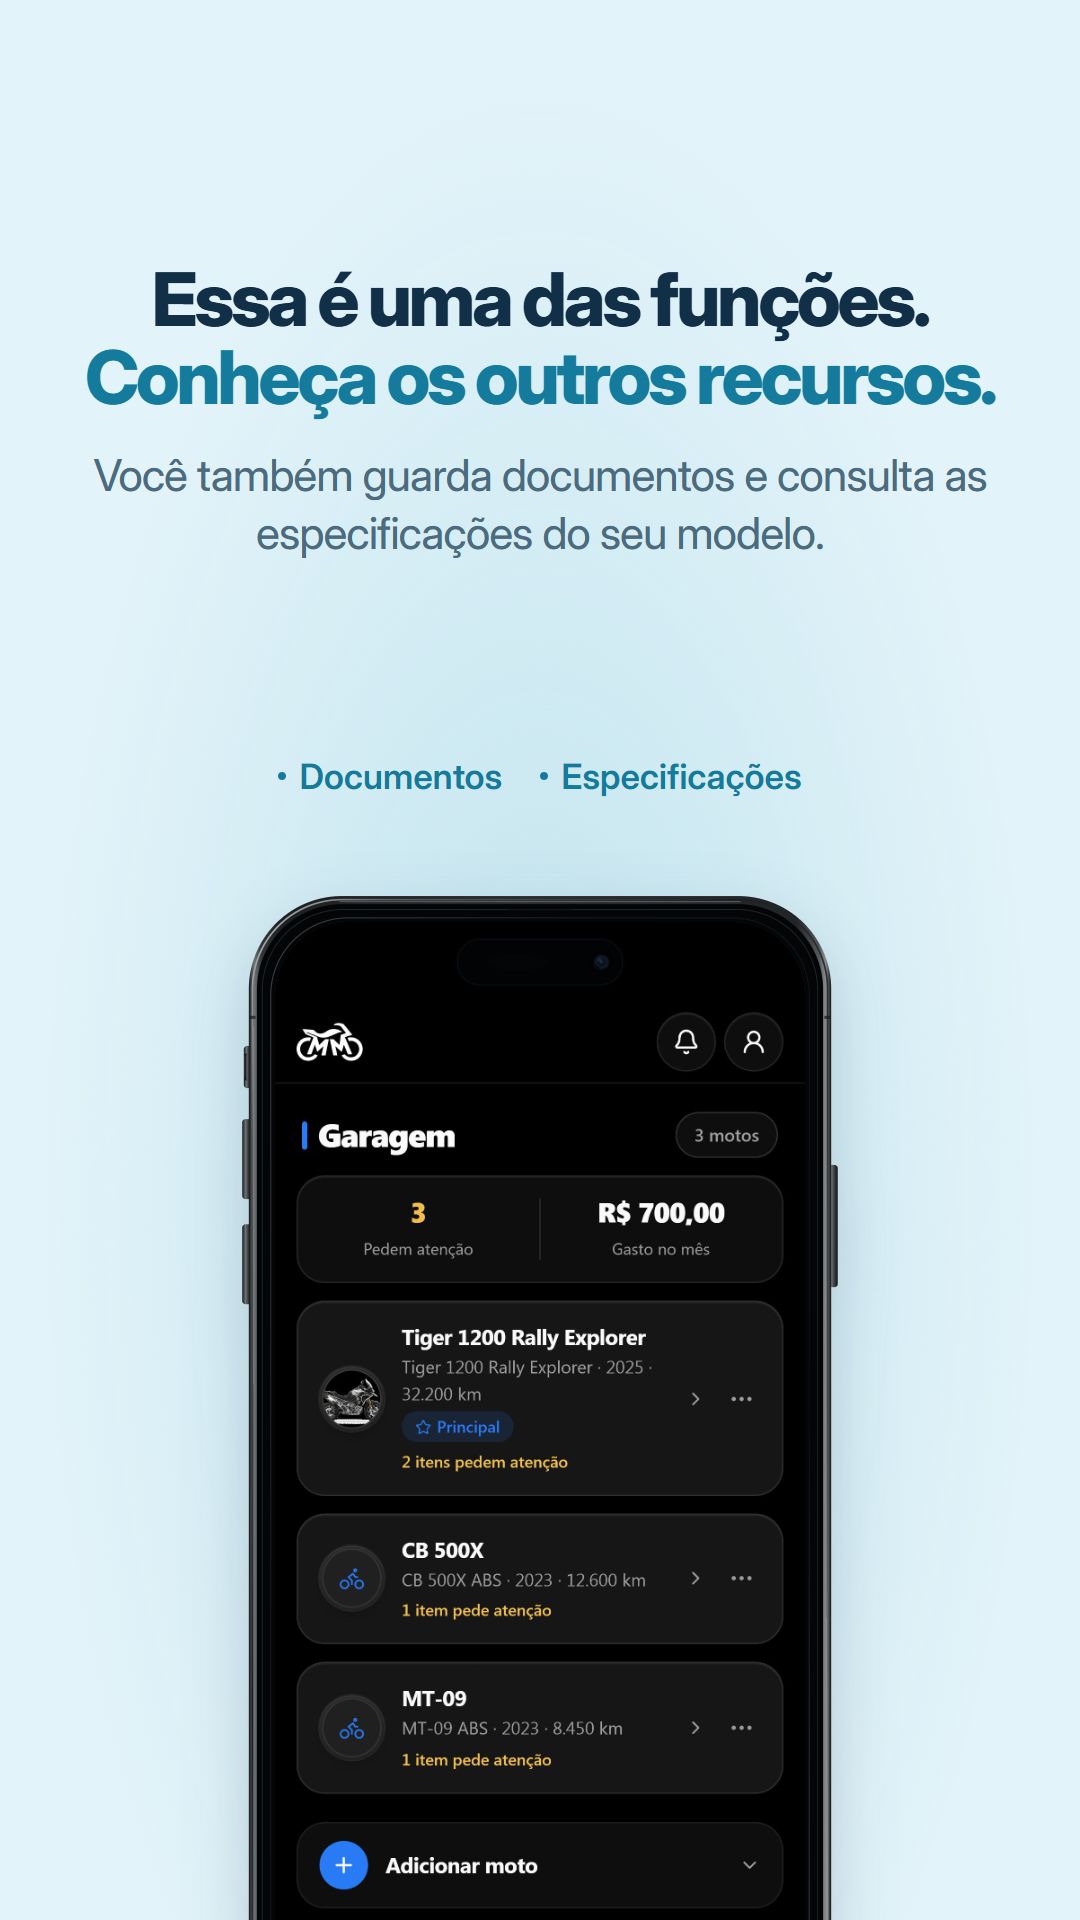 Essa é uma das funções.
Conheça os outros recursos.
Você também guarda documentos e consulta as
especificações do seu modelo.
• Documentos • Especificações
MM
Garagem
3 motos
3
Pedem atenção
R$ 700,00
Gasto no mês
Tiger 1200 Rally Explorer
Tiger 1200 Rally Explorer · 2025 ·
32.200 km
Principal
2 itens pedem atenção
CB 500X
CB 500X ABS · 2023 · 12.600 km
1 item pede atenção
MT-09
MT-09 ABS · 2023 · 8.450 km
1 item pede atenção
Adicionar moto